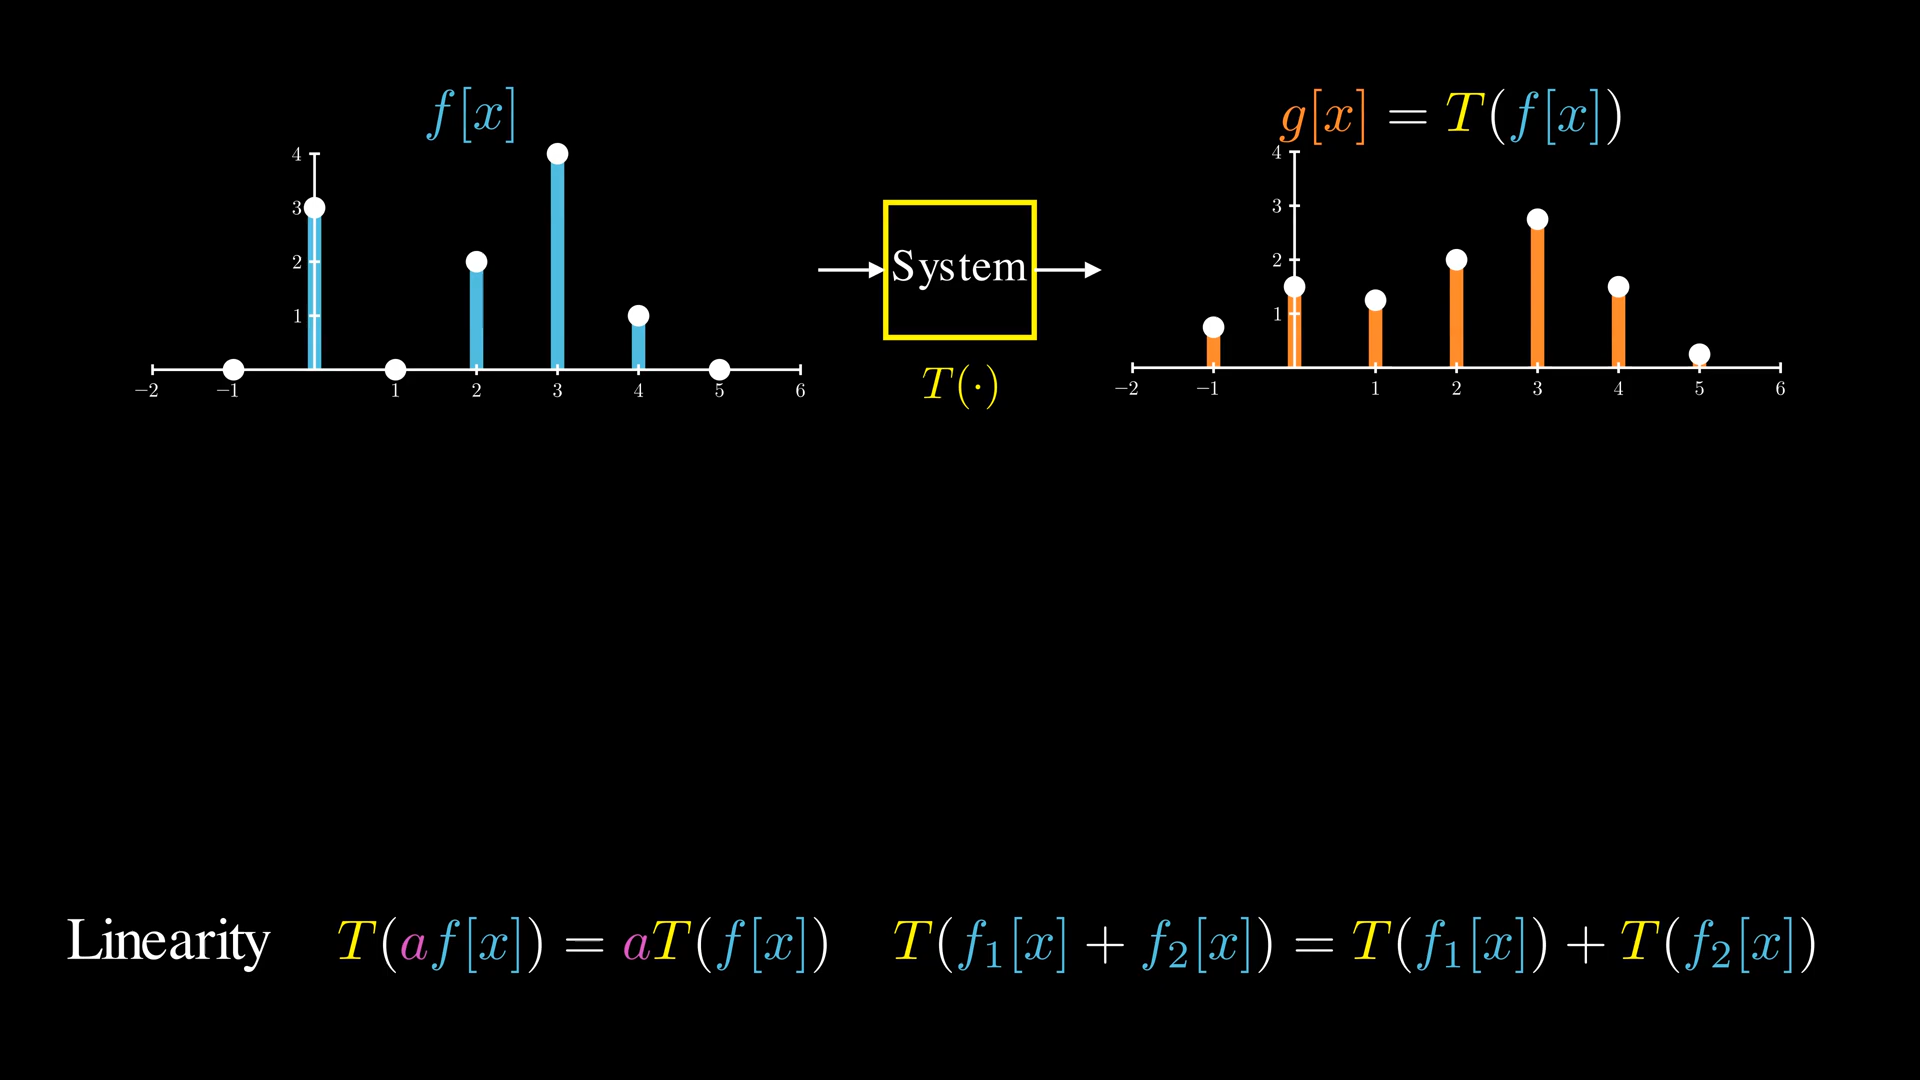 f[x]
g[x] = T(f[x])
4
3
2
1
−2 −1 1 2 3 4 5 6
System
T(·)
4
3
2
1
−2 −1 1 2 3 4 5 6
Linearity T(af[x]) = aT(f[x]) T(f₁[x] + f₂[x]) = T(f₁[x]) + T(f₂[x])